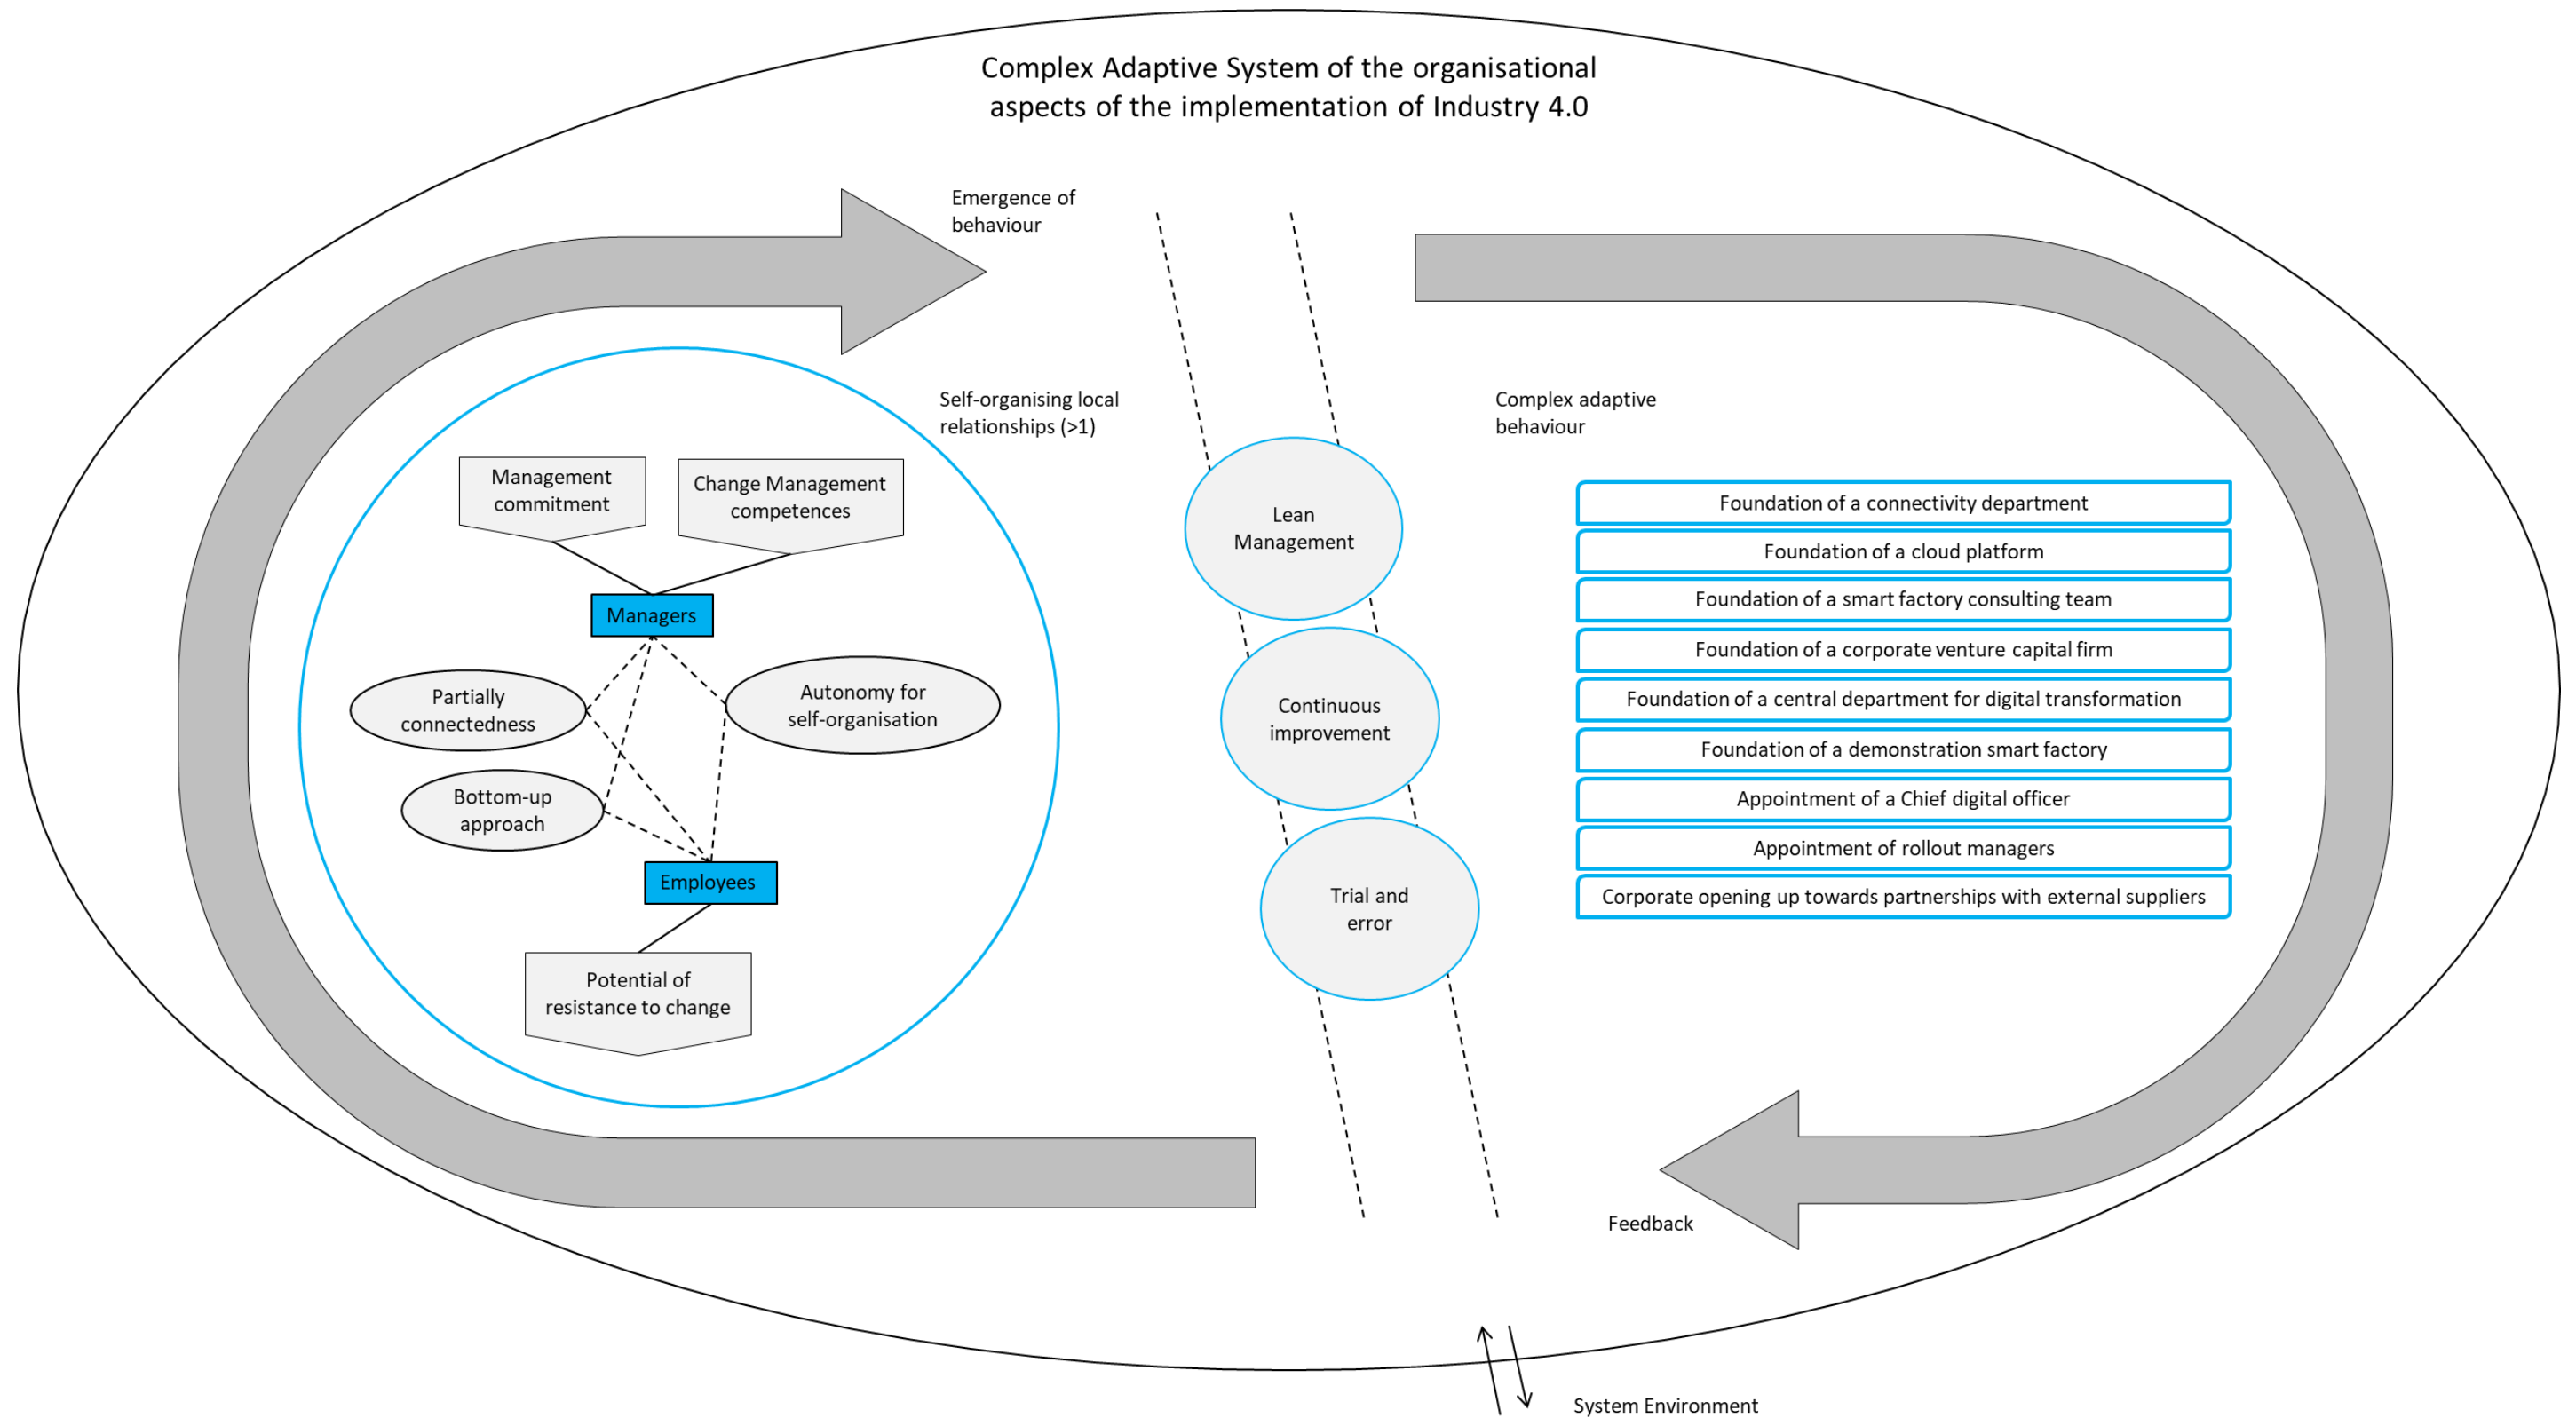 Complex Adaptive System of the organisational
aspects of the implementation of Industry 4.0
Emergence of
behaviour
Self-organising local
relationships (>1)
Complex adaptive
behaviour
Management
commitment
Change Management
competences
Managers
Partially
connectedness
Autonomy for
self-organisation
Bottom-up
approach
Employees
Potential of
resistance to change
Lean
Management
Continuous
improvement
Trial and
error
Foundation of a connectivity department
Foundation of a cloud platform
Foundation of a smart factory consulting team
Foundation of a corporate venture capital firm
Foundation of a central department for digital transformation
Foundation of a demonstration smart factory
Appointment of a Chief digital officer
Appointment of rollout managers
Corporate opening up towards partnerships with external suppliers
Feedback
System Environment